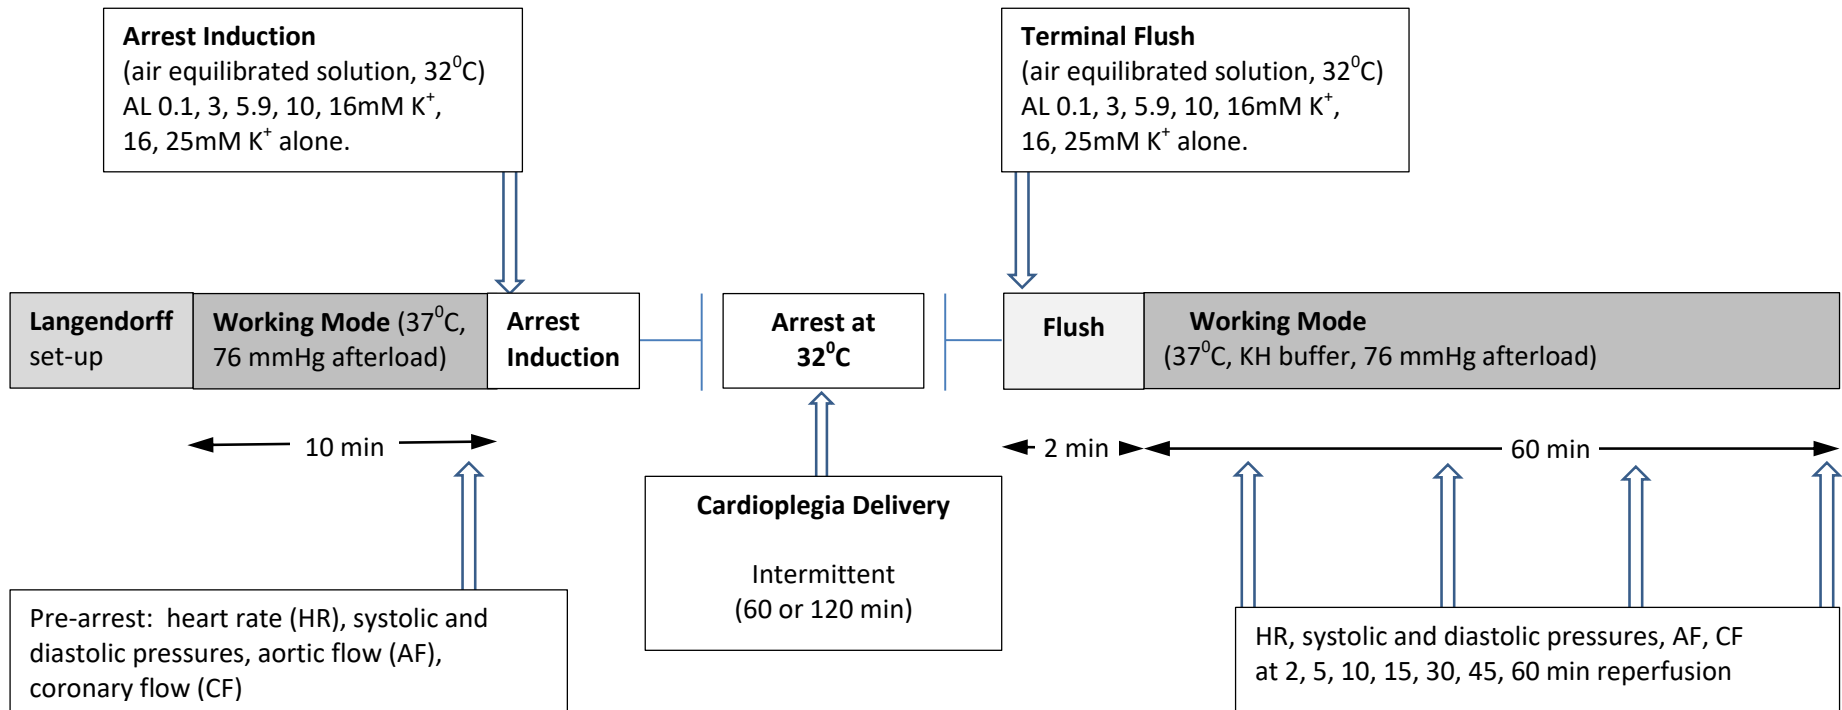 Arrest Induction
(air equilibrated solution, 32⁰C)
AL 0.1, 3, 5.9, 10, 16mM K⁺,
16, 25mM K⁺ alone.
Terminal Flush
(air equilibrated solution, 32⁰C)
AL 0.1, 3, 5.9, 10, 16mM K⁺,
16, 25mM K⁺ alone.
Langendorff
set-up
Working Mode (37⁰C,
76 mmHg afterload)
Arrest
Induction
Arrest at
32⁰C
Flush
Working Mode
(37⁰C, KH buffer, 76 mmHg afterload)
10 min
2 min
60 min
Cardioplegia Delivery
Intermittent
(60 or 120 min)
Pre-arrest: heart rate (HR), systolic and
diastolic pressures, aortic flow (AF),
coronary flow (CF)
HR, systolic and diastolic pressures, AF, CF
at 2, 5, 10, 15, 30, 45, 60 min reperfusion